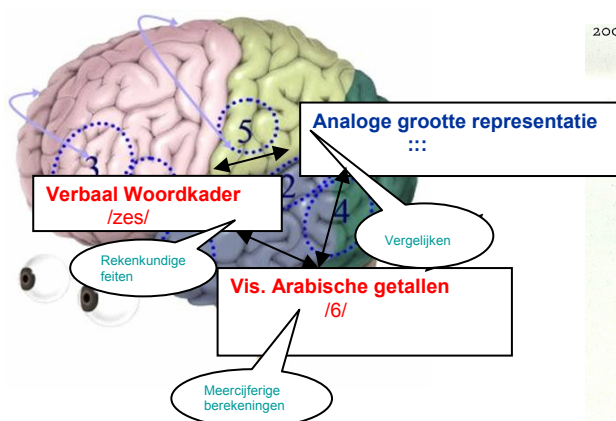 200
5
Analoge grootte representatie
:::
3
2
4
Verbaal Woordkader
/zes/
Vergelijken
Rekenkundige
feiten
Vis. Arabische getallen
/6/
Meercijferige
berekeningen